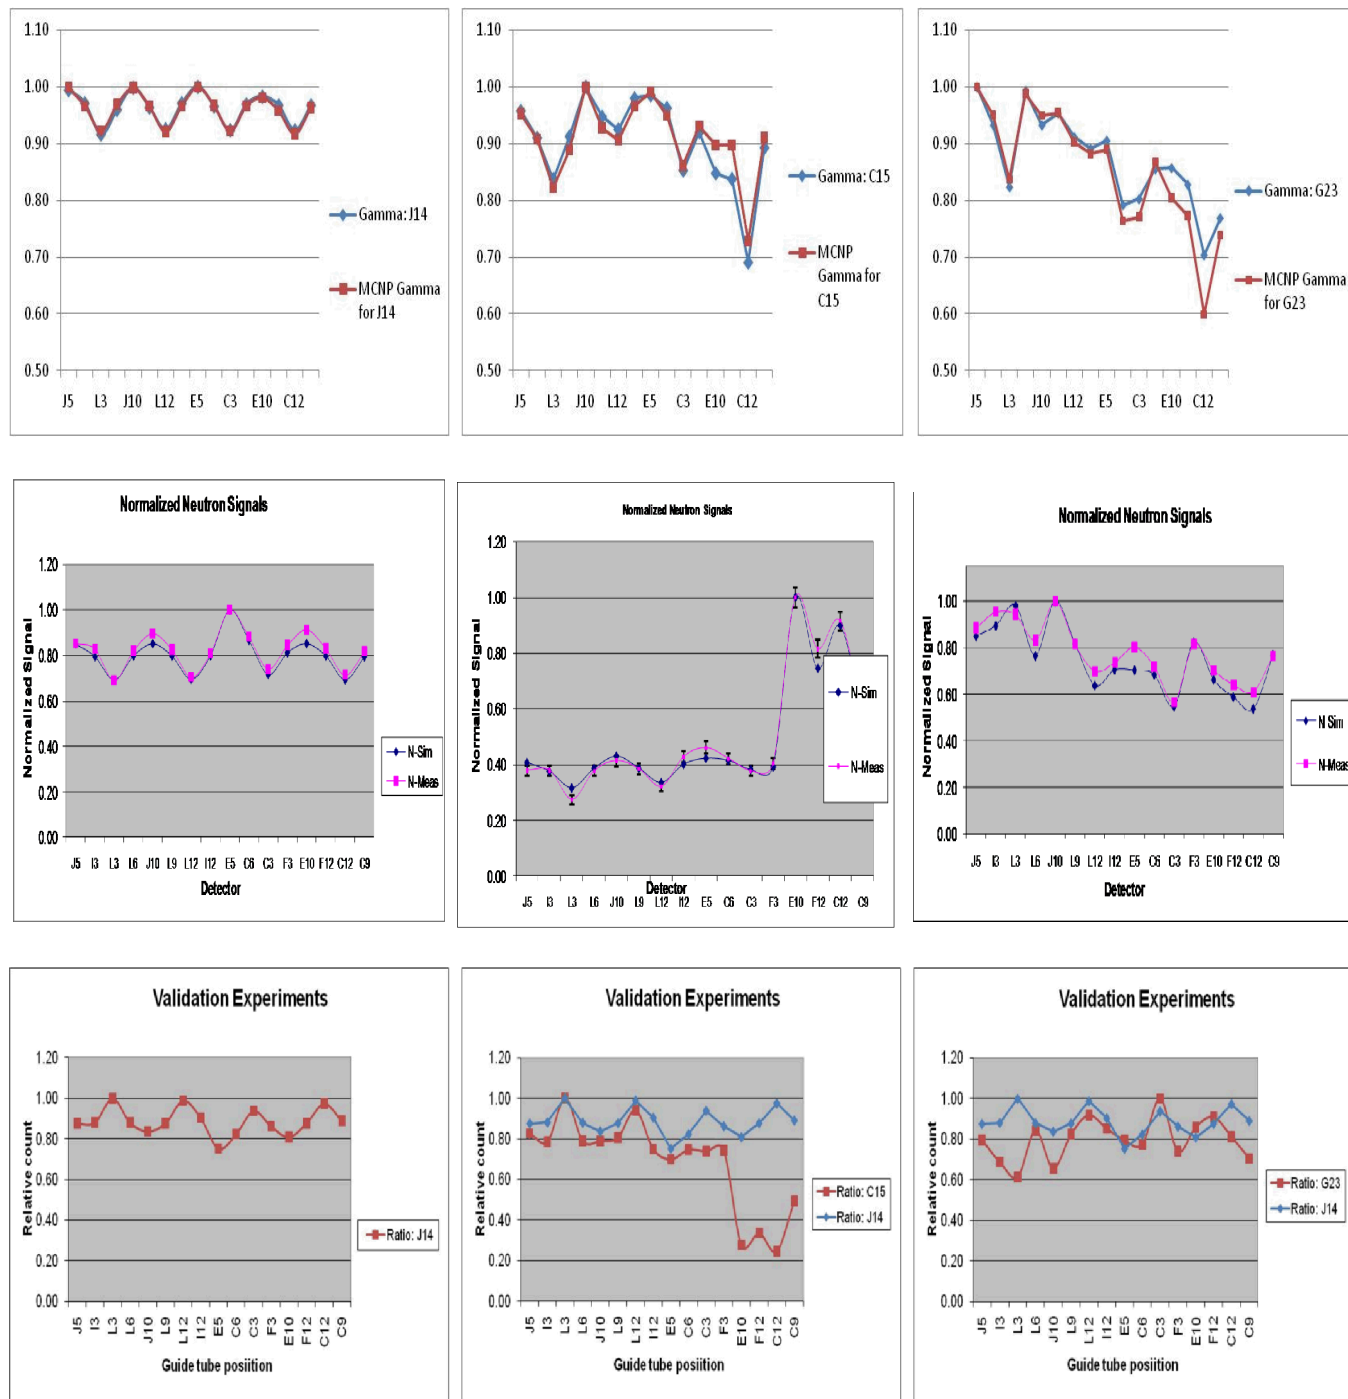 1.10
1.00
0.90
0.80
0.70
0.60
0.50
J5 L3 J10 L12 E5 C3 E10 C12
Gamma: J14
MCNP Gamma
for J14
1.10
1.00
0.90
0.80
0.70
0.60
0.50
J5 L3 J10 L12 E5 C3 E10 C12
Gamma: C15
MCNP
Gamma for
C15
1.10
1.00
0.90
0.80
0.70
0.60
0.50
J5 L3 J10 L12 E5 C3 E10 C12
Gamma: G23
MCNP Gamma
for G23
Normalized Neutron Signals
Normalized Signal
1.20
1.00
0.80
0.60
0.40
0.20
0.00
J5 I3 L3 L6 J10 L9 L12 I12 E5 C6 C3 F3 E10 F12 C12 C9
Detector
N-Sim
N-Meas
Normalized Neutron Signals
Normalized Signal
1.20
1.00
0.80
0.60
0.40
0.20
0.00
Detector
J5 I3 L3 L6 J10 L9 L12 I12 E5 C6 C3 F3 E10 F12 C12 C9
N-Sim
N-Meas
Normalized Neutron Signals
Normalized Signal
1.00
0.80
0.60
0.40
0.20
0.00
J5 I3 L3 L6 J10 L9 L12 I12 E5 C6 C3 F3 E10 F12 C12 C9
Detector
N-Sim
N-Meas
Validation Experiments
Relative count
1.20
1.00
0.80
0.60
0.40
0.20
0.00
J5 I3 L3 L6 J10 L9 L12 I12 E5 C6 C3 F3 E10 F12 C12 C9
Guide tube posiition
Ratio: J14
Validation Experiments
Relative count
1.20
1.00
0.80
0.60
0.40
0.20
0.00
J5 I3 L3 L6 J10 L9 L12 I12 E5 C6 C3 F3 E10 F12 C12 C9
Guide tube posiition
Ratio: C15
Ratio: J14
Validation Experiments
Relative count
1.20
1.00
0.80
0.60
0.40
0.20
0.00
J5 I3 L3 L6 J10 L9 L12 I12 E5 C6 C3 F3 E10 F12 C12 C9
Guide tube posiition
Ratio: G23
Ratio: J14